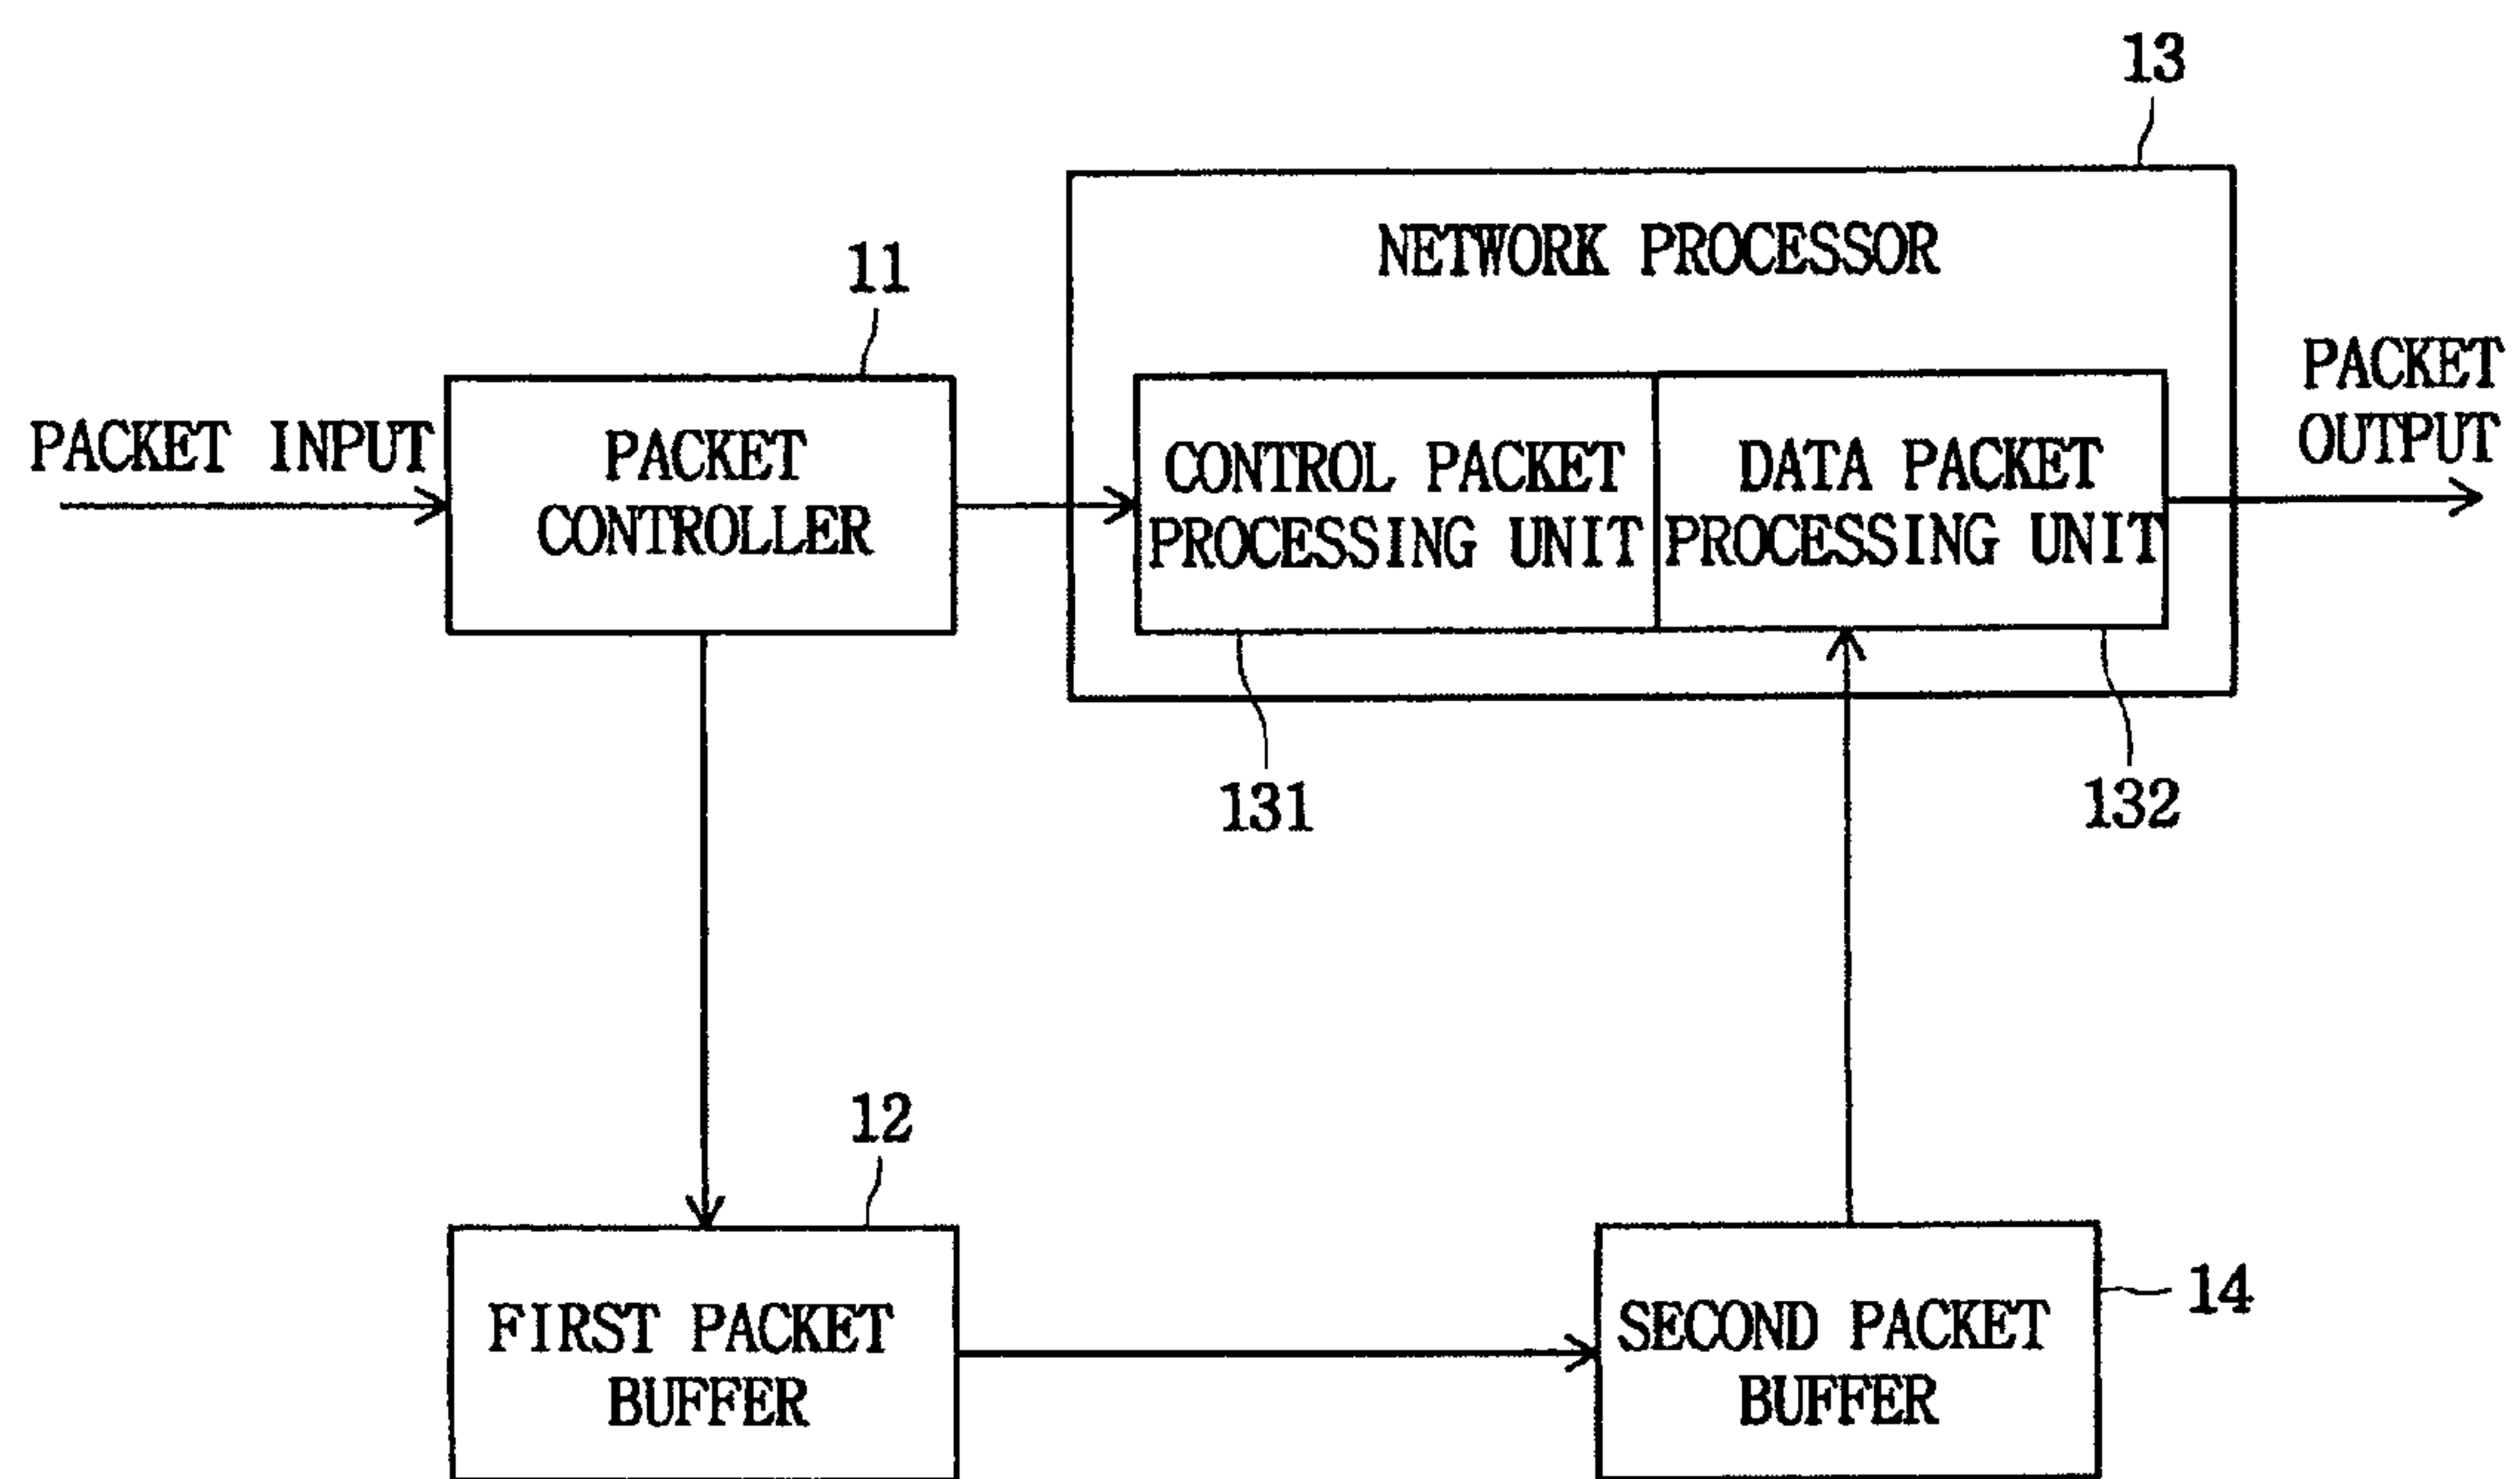 13
NETWORK PROCESSOR
11
PACKET INPUT
PACKET
CONTROLLER
CONTROL PACKET
PROCESSING UNIT
DATA PACKET
PROCESSING UNIT
PACKET
OUTPUT
131
132
12
FIRST PACKET
BUFFER
SECOND PACKET
BUFFER
14